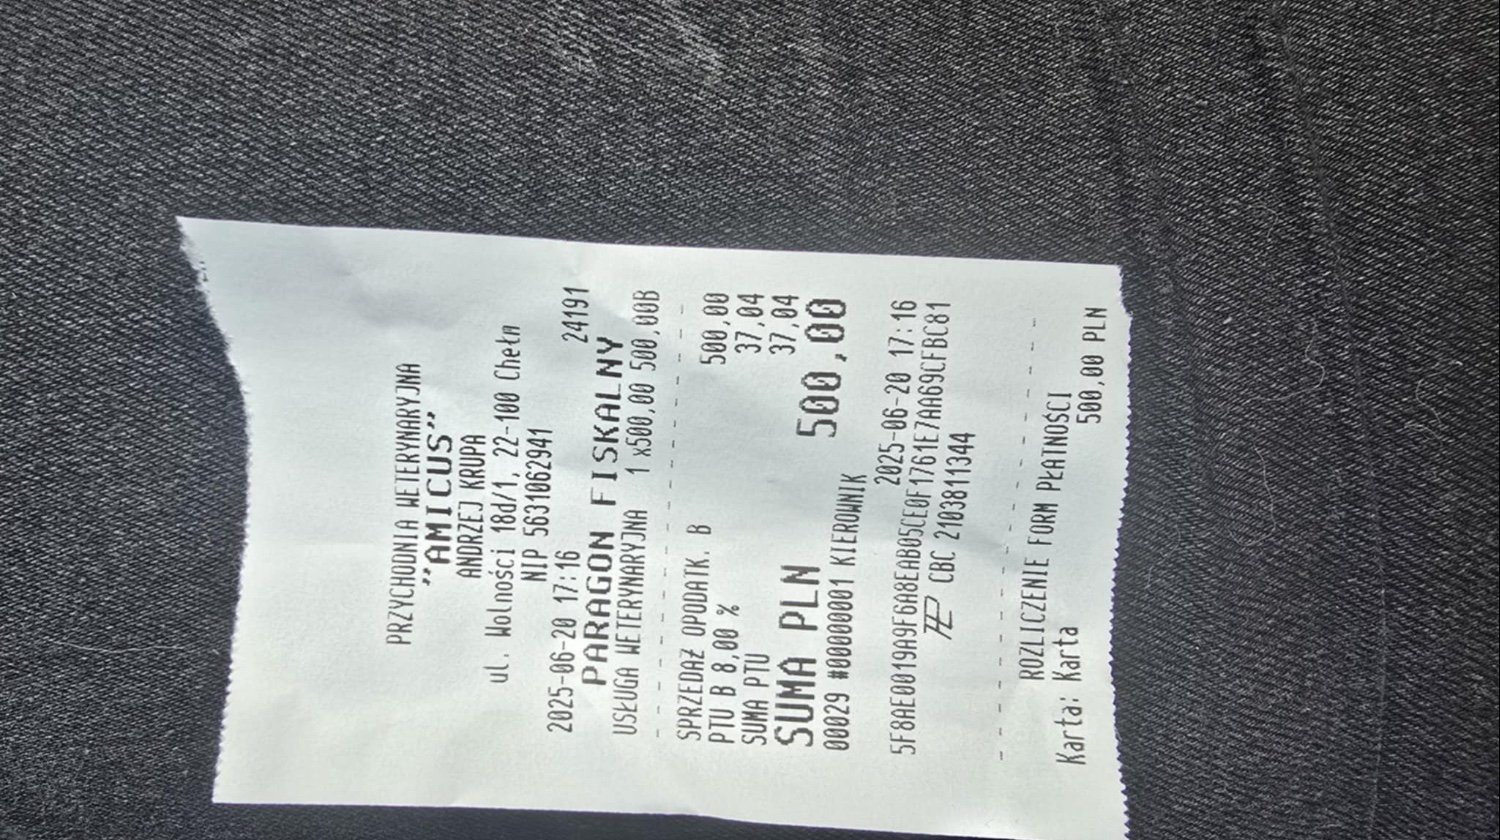 PRZYCHODNIA WETERYNARYJNA
"AMICUS"
ANDRZEJ KRUPA
ul. Wolności 18d/1, 22-100 Chełm
NIP 5631062941
2025-06-20 17:16 24191
PARAGON FISKALNY
USŁUGA WETERYNARYJNA 1 x500,00 500,00B
SPRZEDAŻ OPODATK. B 500,00
PTU B 8,00 % 37,04
SUMA PTU 37,04
SUMA PLN 500,00
00029 #00000001 KIEROWNIK 2025-06-20 17:16
5F8AE0019A9F6A8EAB05CE0F1761E7AA69CFBC81
CBC 2103811344
ROZLICZENIE FORM PŁATNOŚCI
Karta: Karta 500,00 PLN